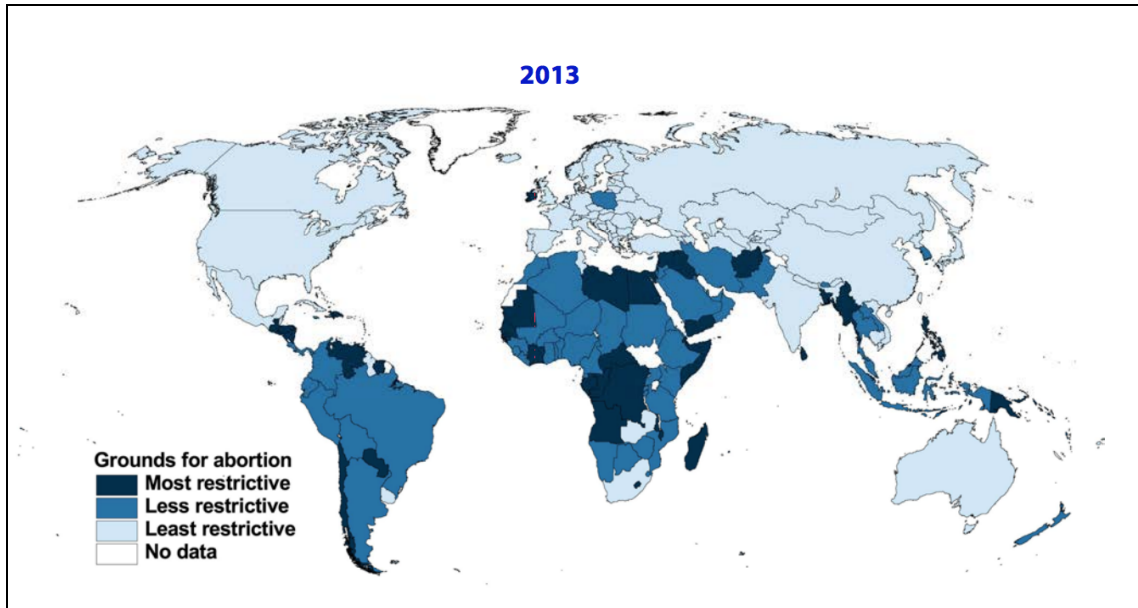 2013
Grounds for abortion
Most restrictive
Less restrictive
Least restrictive
No data